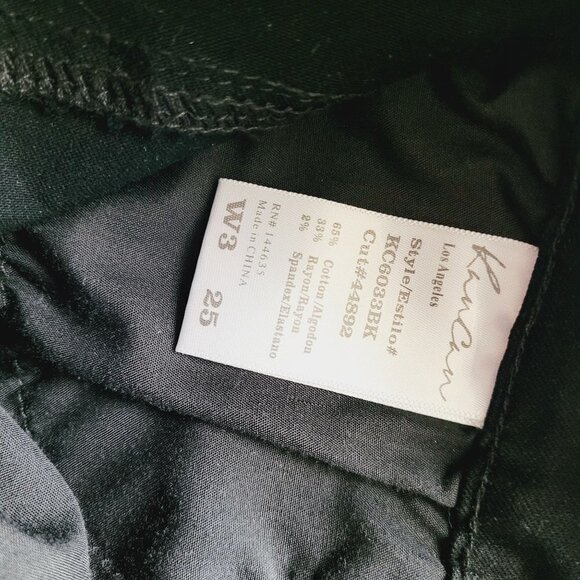 KanCan
Los Angeles
Style/Estilo#
KC6033BK
Cut#44892
65% Cotton/Algodon
33% Rayon/Rayon
2% Spandex/Elastano
RN# 144635
Made in CHINA
W3 25